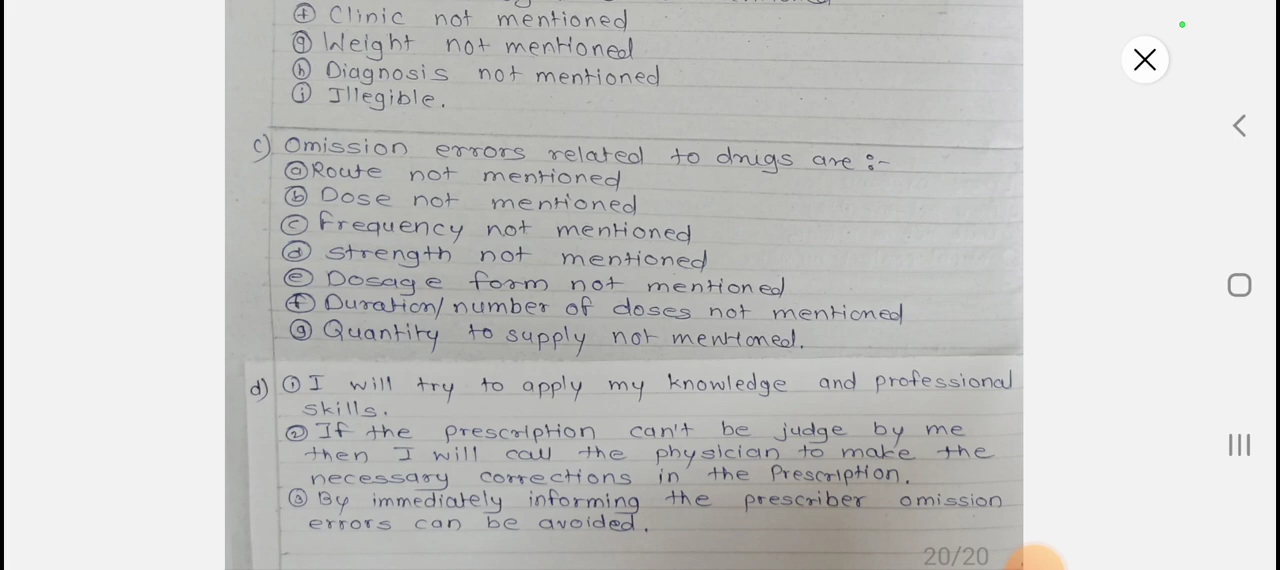 ⓕ Clinic not mentioned
ⓖ Weight not mentioned
ⓗ Diagnosis not mentioned
ⓘ Illegible.
c) Omission errors related to drugs are :-
ⓐ Route not mentioned
ⓑ Dose not mentioned
ⓒ frequency not mentioned
ⓓ strength not mentioned
ⓔ Dosage form not mentioned
ⓕ Duration/number of doses not mentioned
ⓖ Quantity to supply not mentioned.
d) ① I will try to apply my knowledge and professional
skills.
② If the prescription can't be judge by me
then I will call the physician to make the
necessary corrections in the Prescription.
③ By immediately informing the prescriber omission
errors can be avoided.
20/20